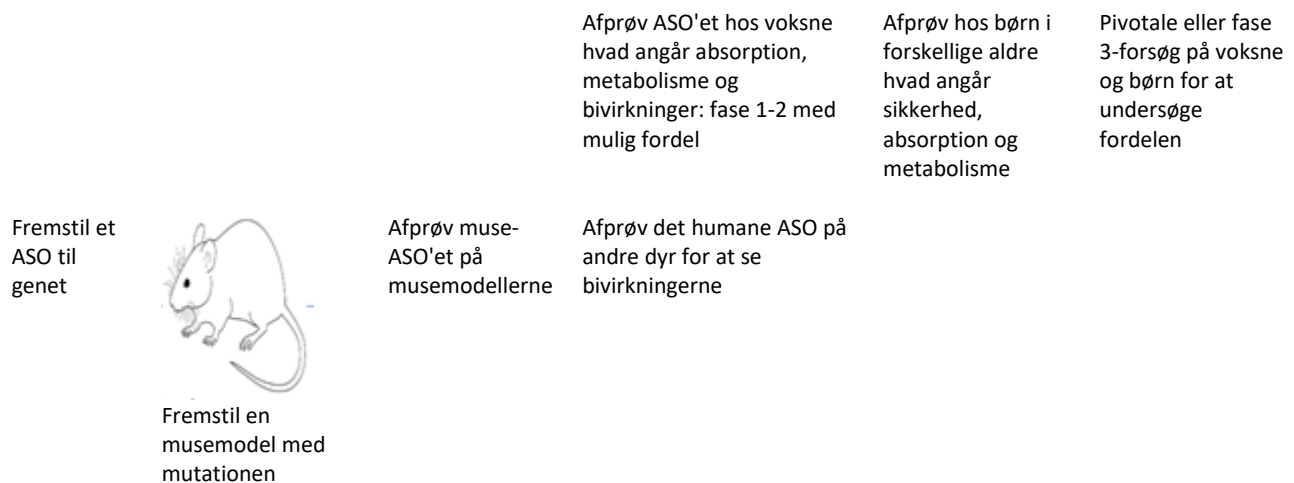 Afprøv ASO'et hos voksne
hvad angår absorption,
metabolisme og
bivirkninger: fase 1-2 med
mulig fordel
Afprøv hos børn i
forskellige aldre
hvad angår
sikkerhed,
absorption og
metabolisme
Pivotale eller fase
3-forsøg på voksne
og børn for at
undersøge
fordelen
Fremstil et
ASO til
genet
Fremstil en
musemodel med
mutationen
Afprøv muse-
ASO'et på
musemodellerne
Afprøv det humane ASO på
andre dyr for at se
bivirkningerne